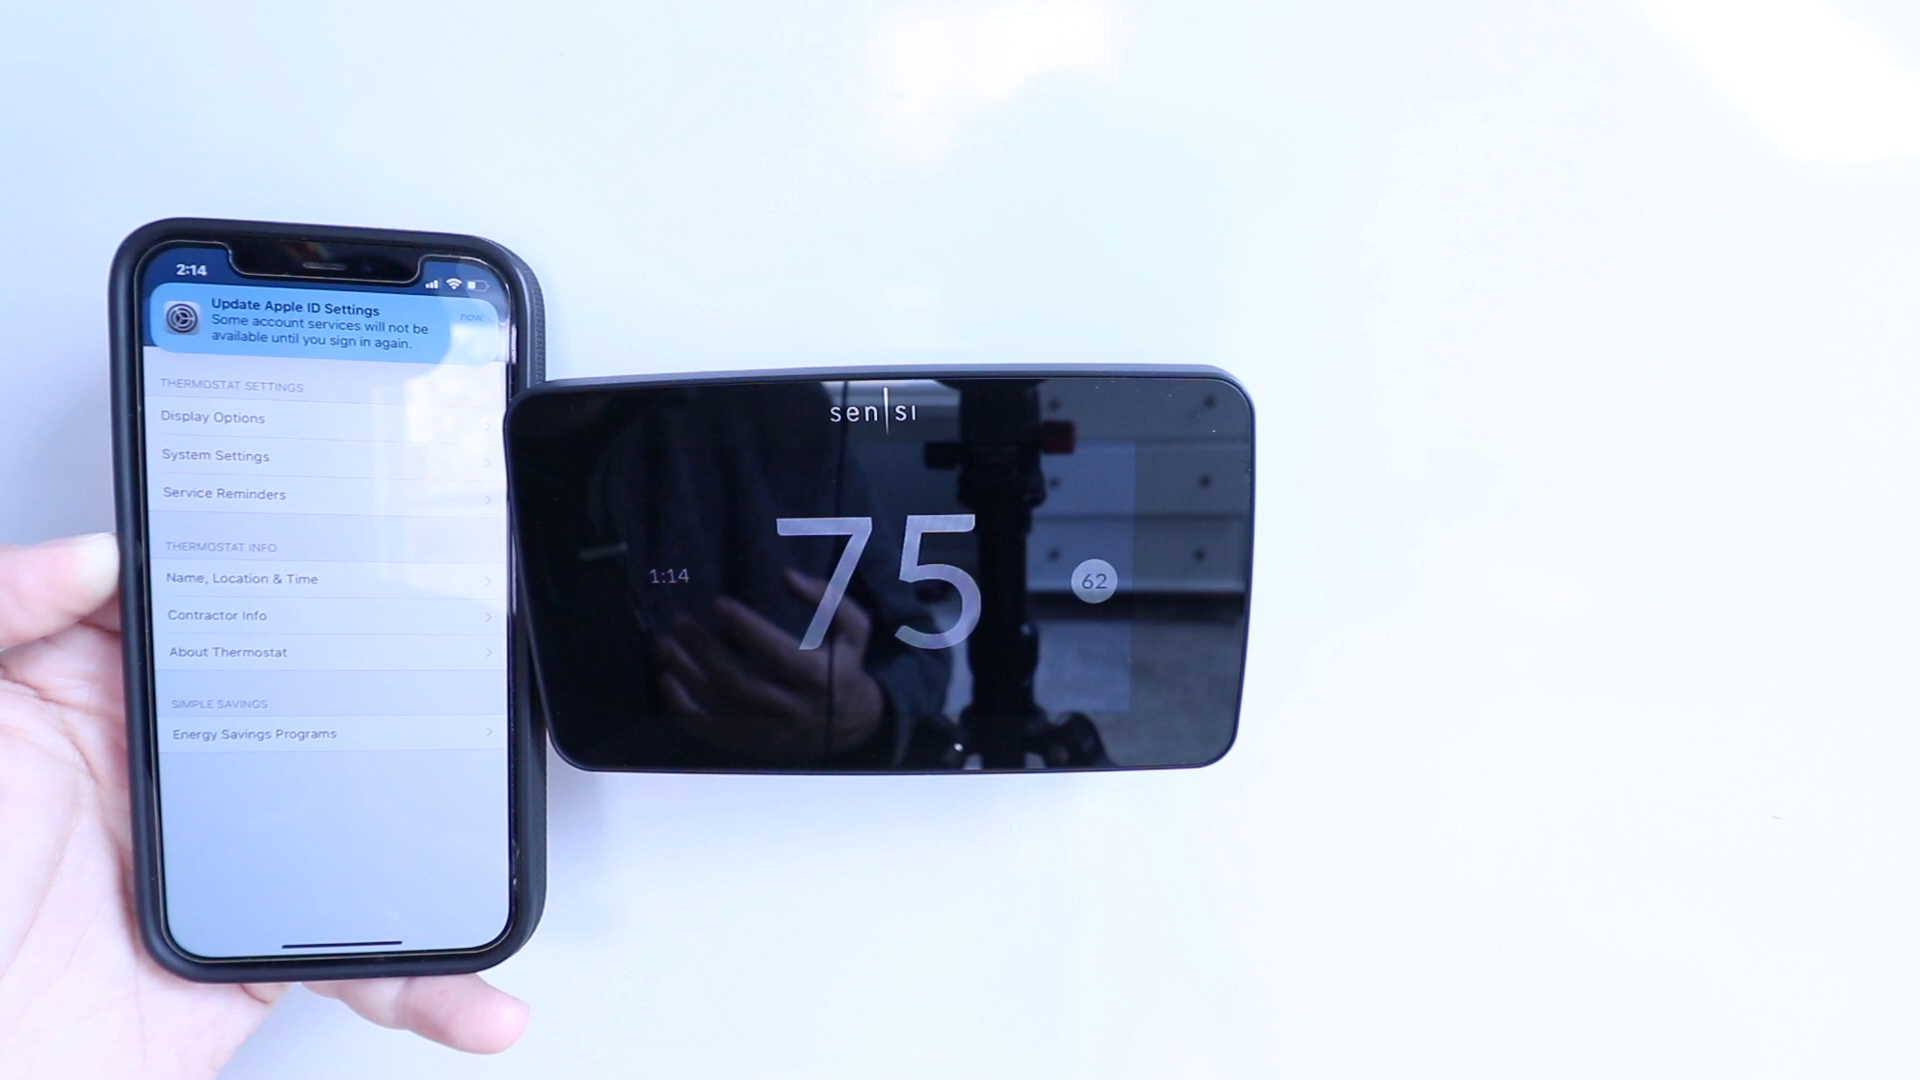 2:14
Update Apple ID Settings
now
Some account services will not be
available until you sign in again.
THERMOSTAT SETTINGS
Display Options
System Settings
Service Reminders
THERMOSTAT INFO
Name, Location & Time
Contractor Info
About Thermostat
SIMPLE SAVINGS
Energy Savings Programs
sensi
1:14
75
62